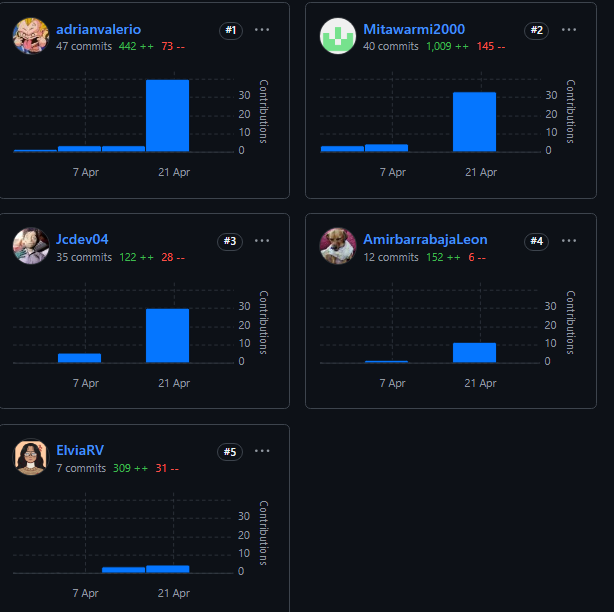 adrianvalerio #1 ...
47 commits 442 ++ 73 --
30
20
10
0
Contributions
7 Apr 21 Apr
Mitawarmi2000 #2 ...
40 commits 1,009 ++ 145 --
30
20
10
0
Contributions
7 Apr 21 Apr
Jcdev04 #3 ...
35 commits 122 ++ 28 --
30
20
10
0
Contributions
7 Apr 21 Apr
AmirbarrabajaLeon #4 ...
12 commits 152 ++ 6 --
30
20
10
0
Contributions
7 Apr 21 Apr
ElviaRV #5 ...
7 commits 309 ++ 31 --
30
20
10
0
Contributions
7 Apr 21 Apr